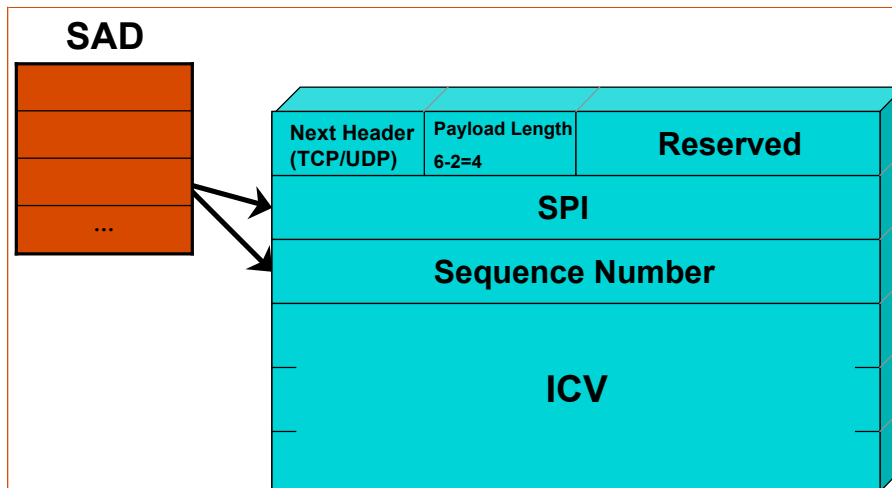 SAD
...
Next Header
(TCP/UDP)
Payload Length
6-2=4
Reserved
SPI
Sequence Number
ICV